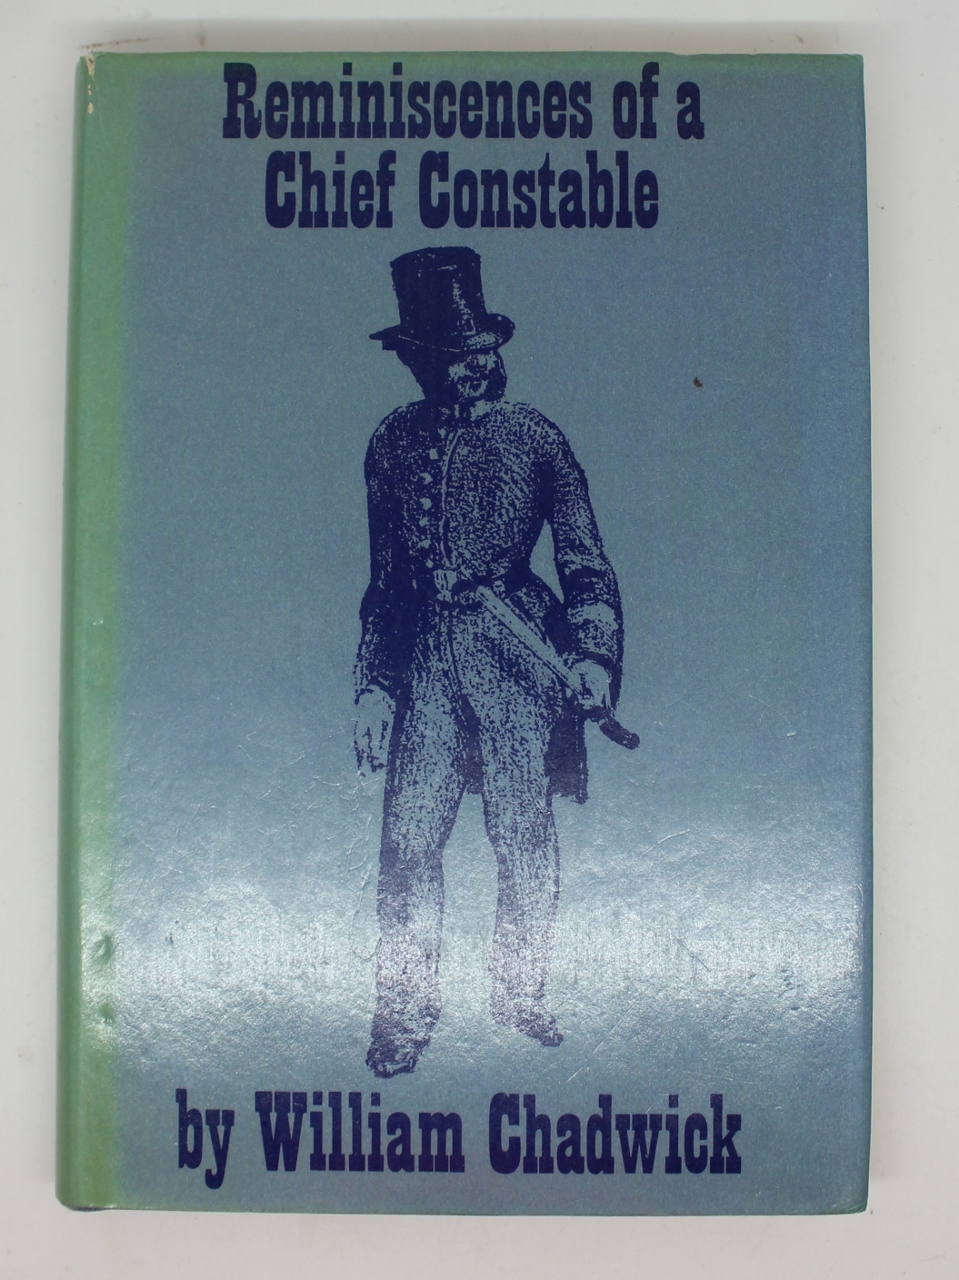 Reminiscences of a
Chief Constable
by William Chadwick